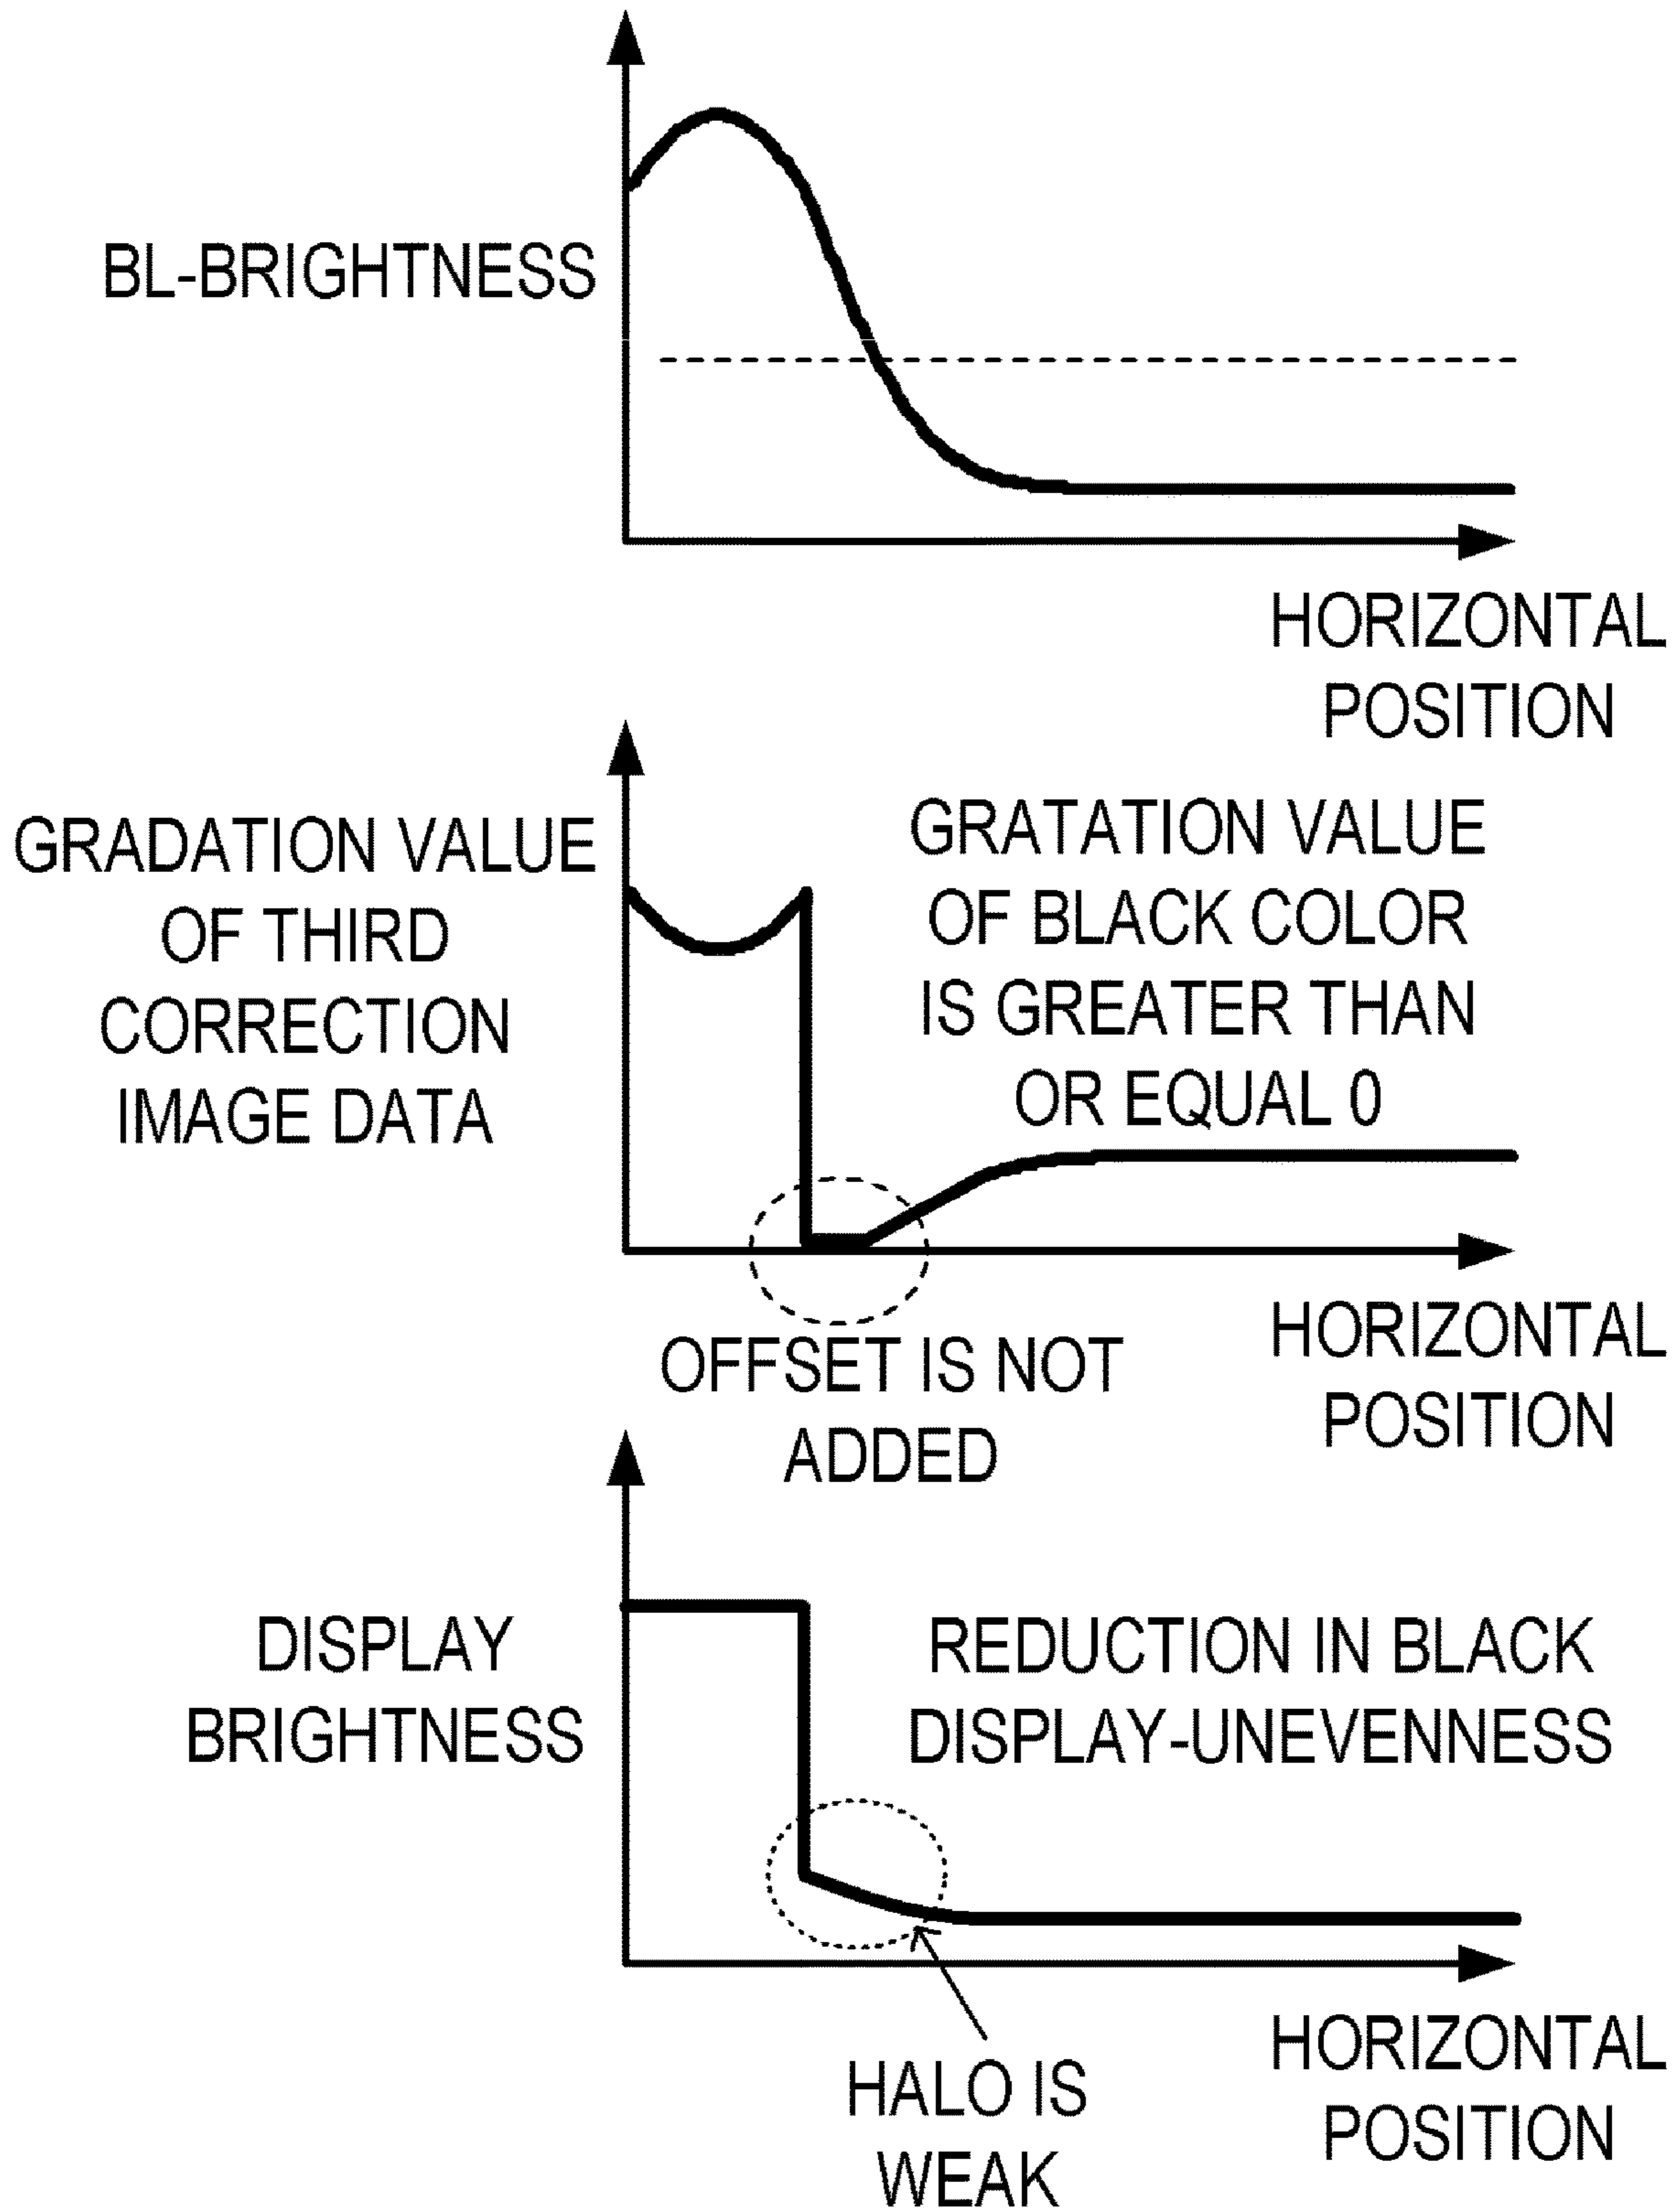 BL-BRIGHTNESS
HORIZONTAL
POSITION
GRADATION VALUE
OF THIRD
CORRECTION
IMAGE DATA
GRATATION VALUE
OF BLACK COLOR
IS GREATER THAN
OR EQUAL 0
OFFSET IS NOT
ADDED
HORIZONTAL
POSITION
DISPLAY
BRIGHTNESS
REDUCTION IN BLACK
DISPLAY-UNEVENNESS
HALO IS
WEAK
HORIZONTAL
POSITION